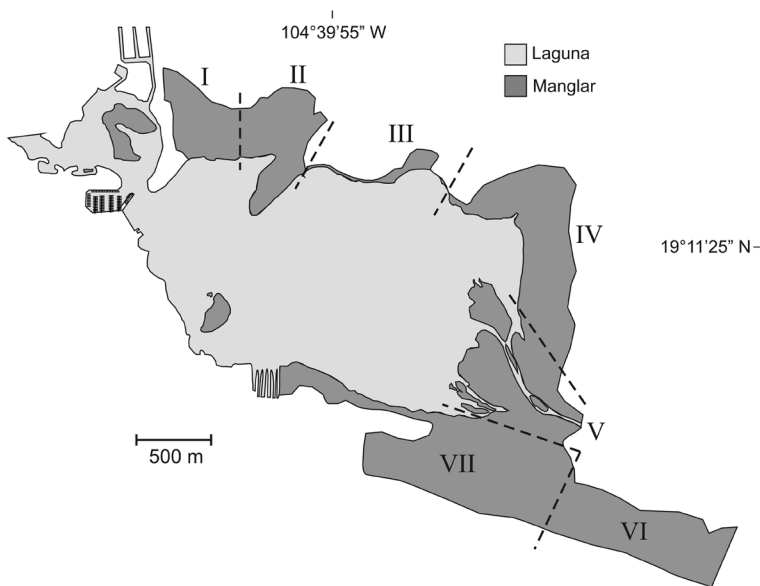 104°39'55" W
Laguna
Manglar
I
II
III
IV
19°11'25" N
500 m
V
VII
VI